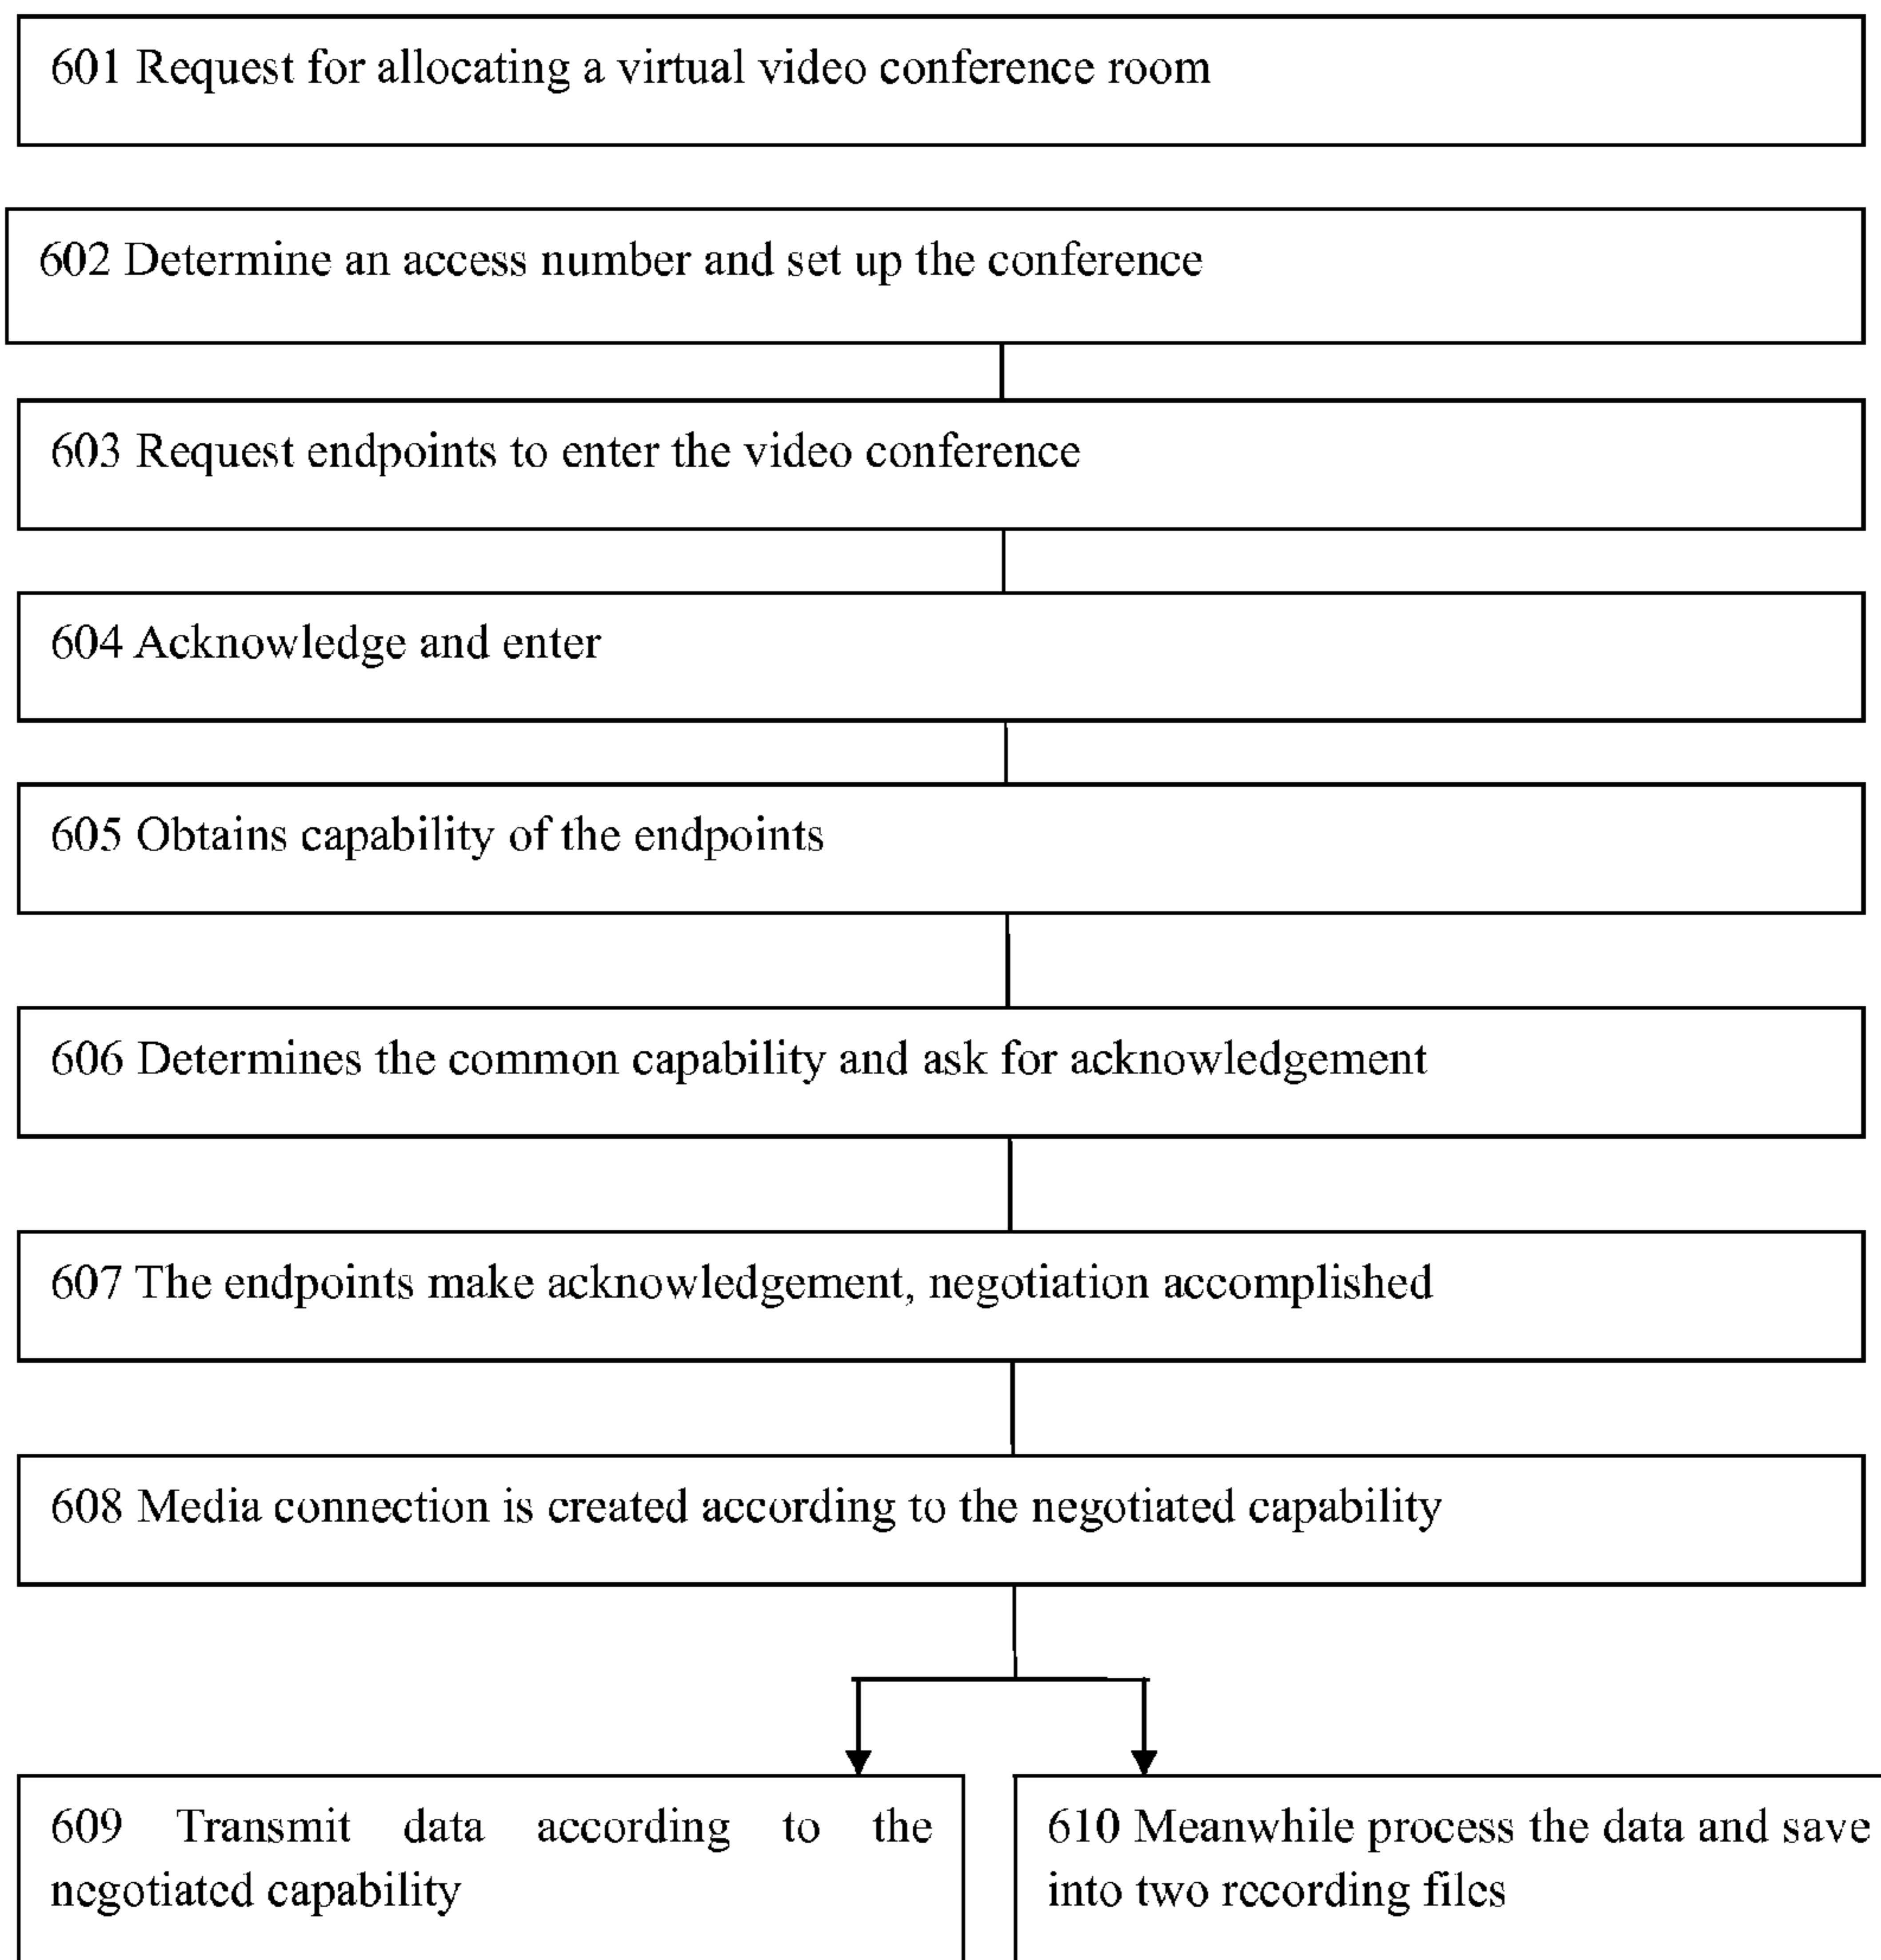 601 Request for allocating a virtual video conference room
602 Determine an access number and set up the conference
603 Request endpoints to enter the video conference
604 Acknowledge and enter
605 Obtains capability of the endpoints
606 Determines the common capability and ask for acknowledgement
607 The endpoints make acknowledgement, negotiation accomplished
608 Media connection is created according to the negotiated capability
609 Transmit data according to the
negotiated capability
610 Meanwhile process the data and save
into two recording files